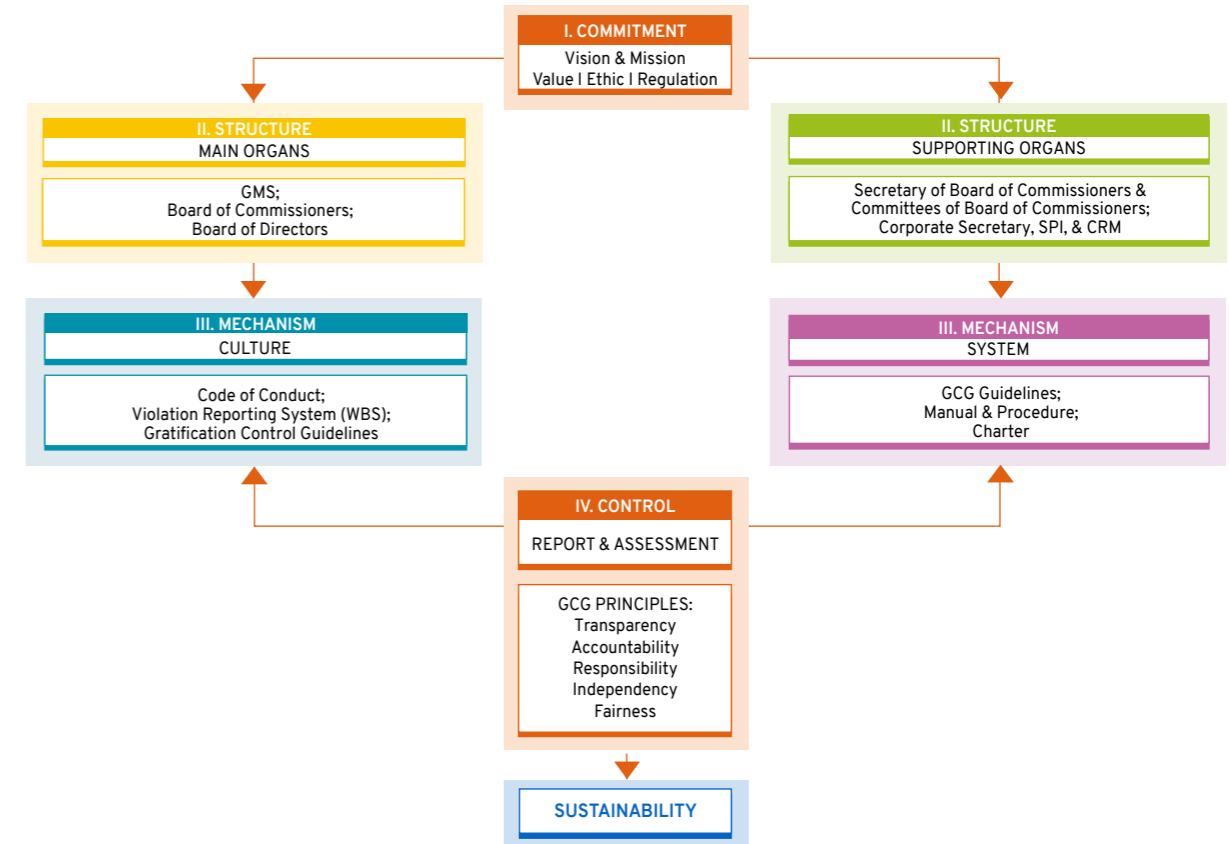 I. COMMITMENT
Vision & Mission
Value I Ethic I Regulation
II. STRUCTURE
MAIN ORGANS
GMS;
Board of Commissioners;
Board of Directors
II. STRUCTURE
SUPPORTING ORGANS
Secretary of Board of Commissioners &
Committees of Board of Commissioners;
Corporate Secretary, SPI, & CRM
III. MECHANISM
CULTURE
Code of Conduct;
Violation Reporting System (WBS);
Gratification Control Guidelines
III. MECHANISM
SYSTEM
GCG Guidelines;
Manual & Procedure;
Charter
IV. CONTROL
REPORT & ASSESSMENT
GCG PRINCIPLES:
Transparency
Accountability
Responsibility
Independency
Fairness
SUSTAINABILITY